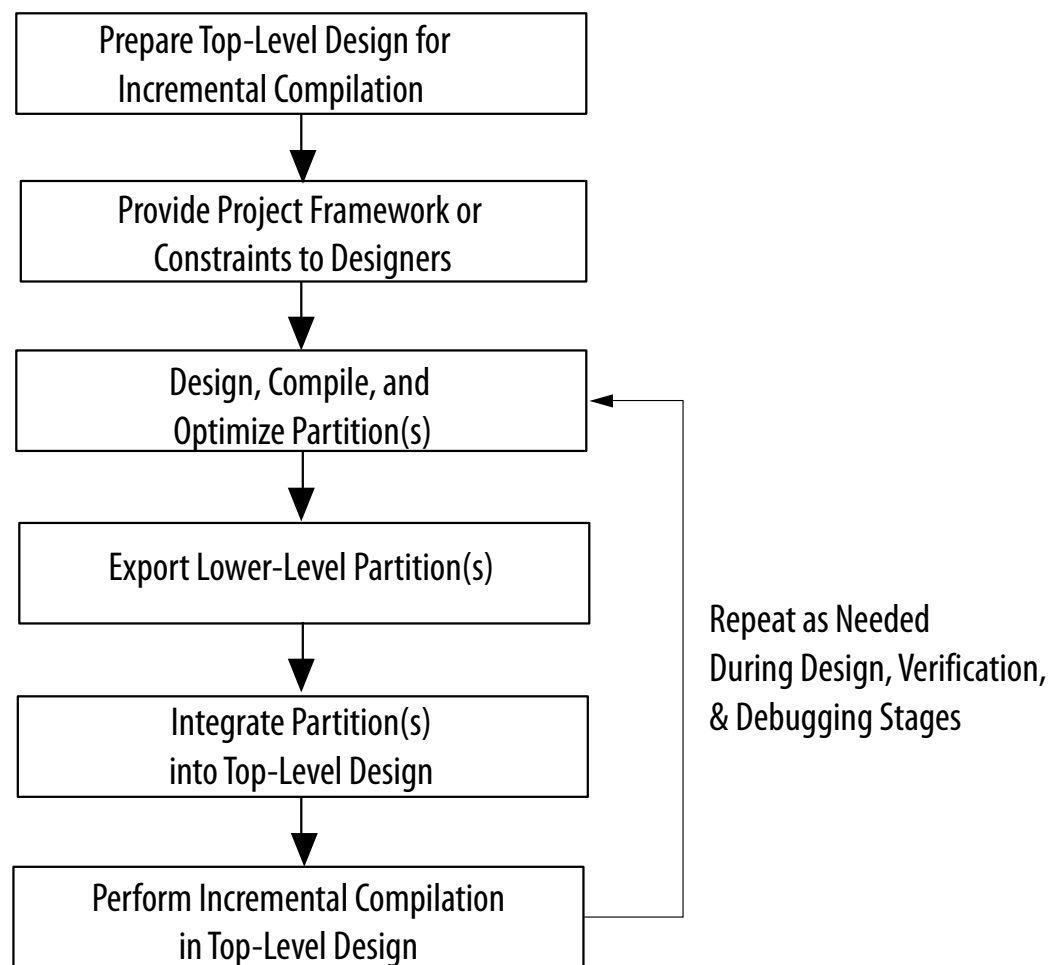 Prepare Top-Level Design for
Incremental Compilation
Provide Project Framework or
Constraints to Designers
Design, Compile, and
Optimize Partition(s)
Export Lower-Level Partition(s)
Integrate Partition(s)
into Top-Level Design
Perform Incremental Compilation
in Top-Level Design
Repeat as Needed
During Design, Verification,
& Debugging Stages